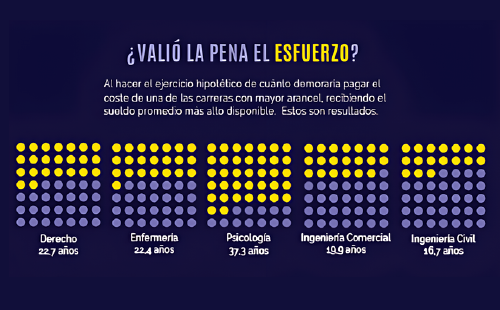 ¿VALIÓ LA PENA EL ESFUERZO?
Al hacer el ejercicio hipotético de cuánto demoraría pagar el
coste de una de las carreras con mayor arancel, recibiendo el
sueldo promedio más alto disponible. Estos son resultados.
Derecho
22,7 años
Enfermería
22,4 años
Psicología
37,3 años
Ingeniería Comercial
19,9 años
Ingeniería Civil
16,7 años